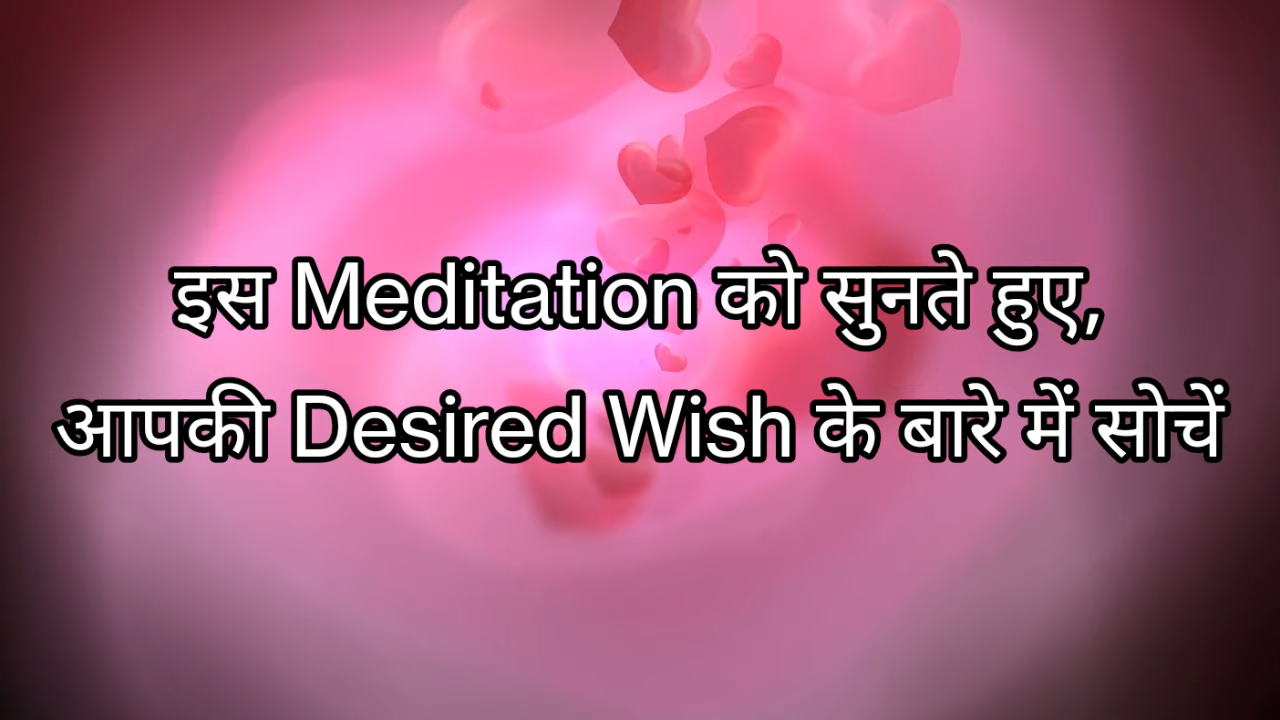 इस Meditation को सुनते हुए,
आपकी Desired Wish के बारे में सोचें